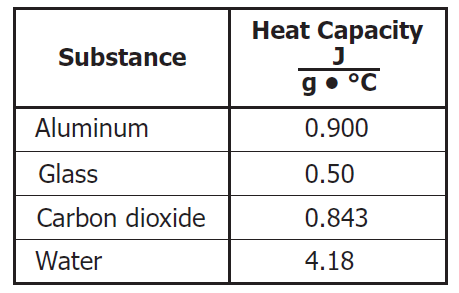 Substance
Heat Capacity
J
g • °C
Aluminum 0.900
Glass 0.50
Carbon dioxide 0.843
Water 4.18